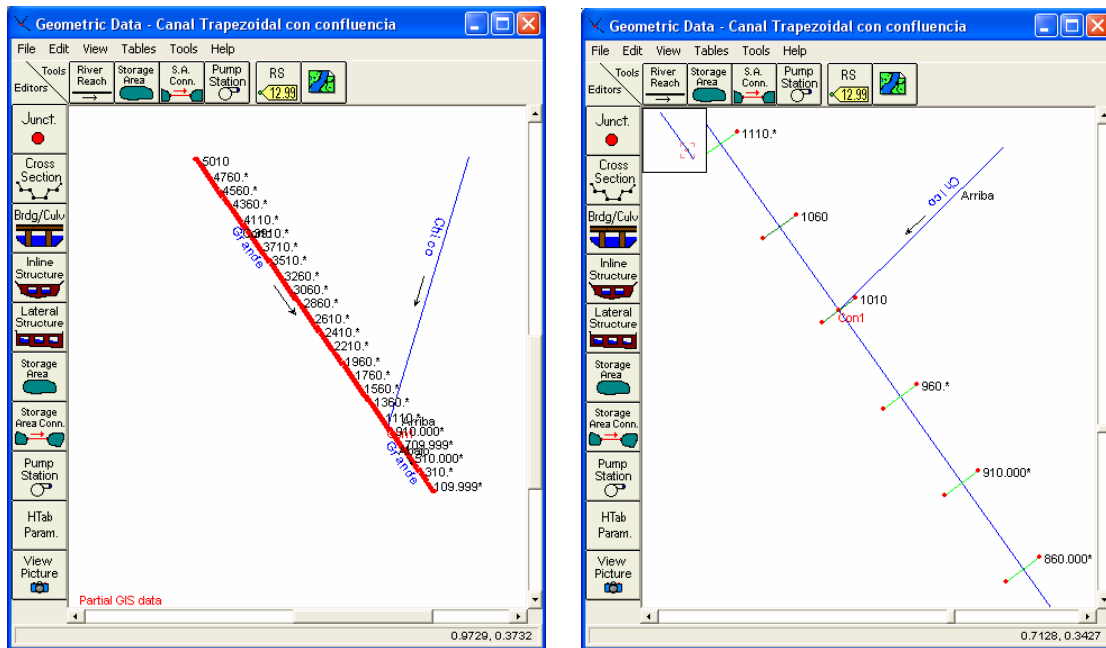 Geometric Data - Canal Trapezoidal con confluencia
File Edit View Tables Tools Help
Tools
Editors
River Reach
Storage Area
S.A. Conn.
Pump Station
RS
12.99
Junct.
Cross Section
Brdg/Culv
Inline Structure
Lateral Structure
Storage Area
Storage Area Conn.
Pump Station
HTab Param.
View Picture
5010
4760.*
4560.*
4360.*
4110.*
3910.*
3710.*
3510.*
3260.*
3060.*
2860.*
2610.*
2410.*
2210.*
1960.*
1760.*
1560.*
1360.*
1110.*
Arriba
910.000*
709.999*
510.000*
310.*
109.999*
Grande
Grande
Chico
Partial GIS data
0.9729, 0.3732
Geometric Data - Canal Trapezoidal con confluencia
File Edit View Tables Tools Help
Tools
Editors
River Reach
Storage Area
S.A. Conn.
Pump Station
RS
12.99
Junct.
Cross Section
Brdg/Culv
Inline Structure
Lateral Structure
Storage Area
Storage Area Conn.
Pump Station
HTab Param.
View Picture
1110.*
1060
Chico
Arriba
1010
Con1
960.*
910.000*
860.000*
0.7128, 0.3427